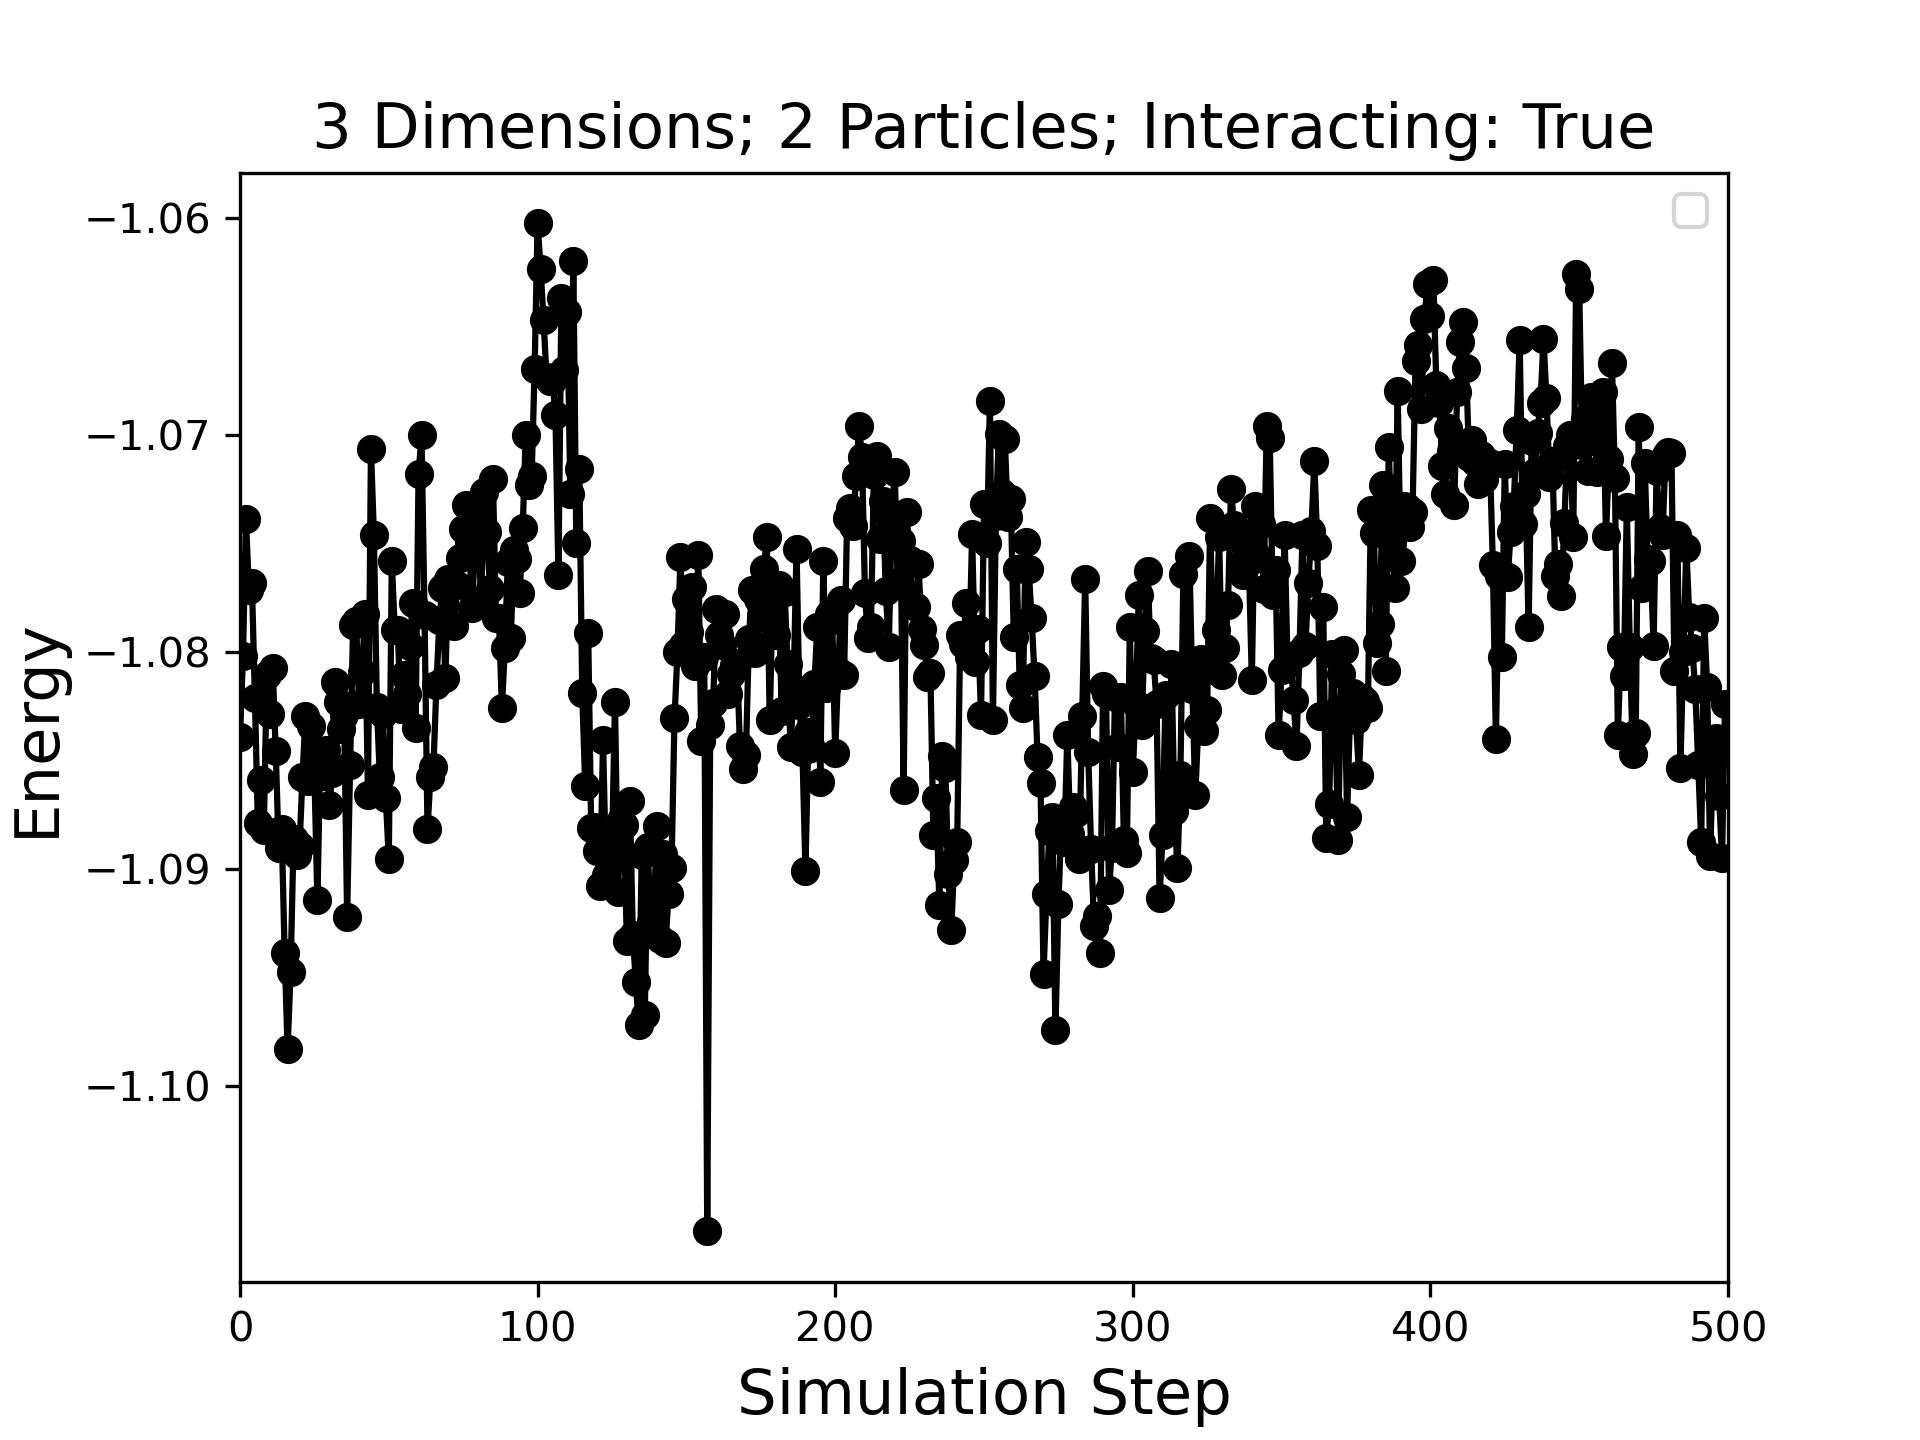 3 Dimensions; 2 Particles; Interacting: True
−1.06
−1.07
−1.08
−1.09
−1.10
Energy
0 100 200 300 400 500
Simulation Step